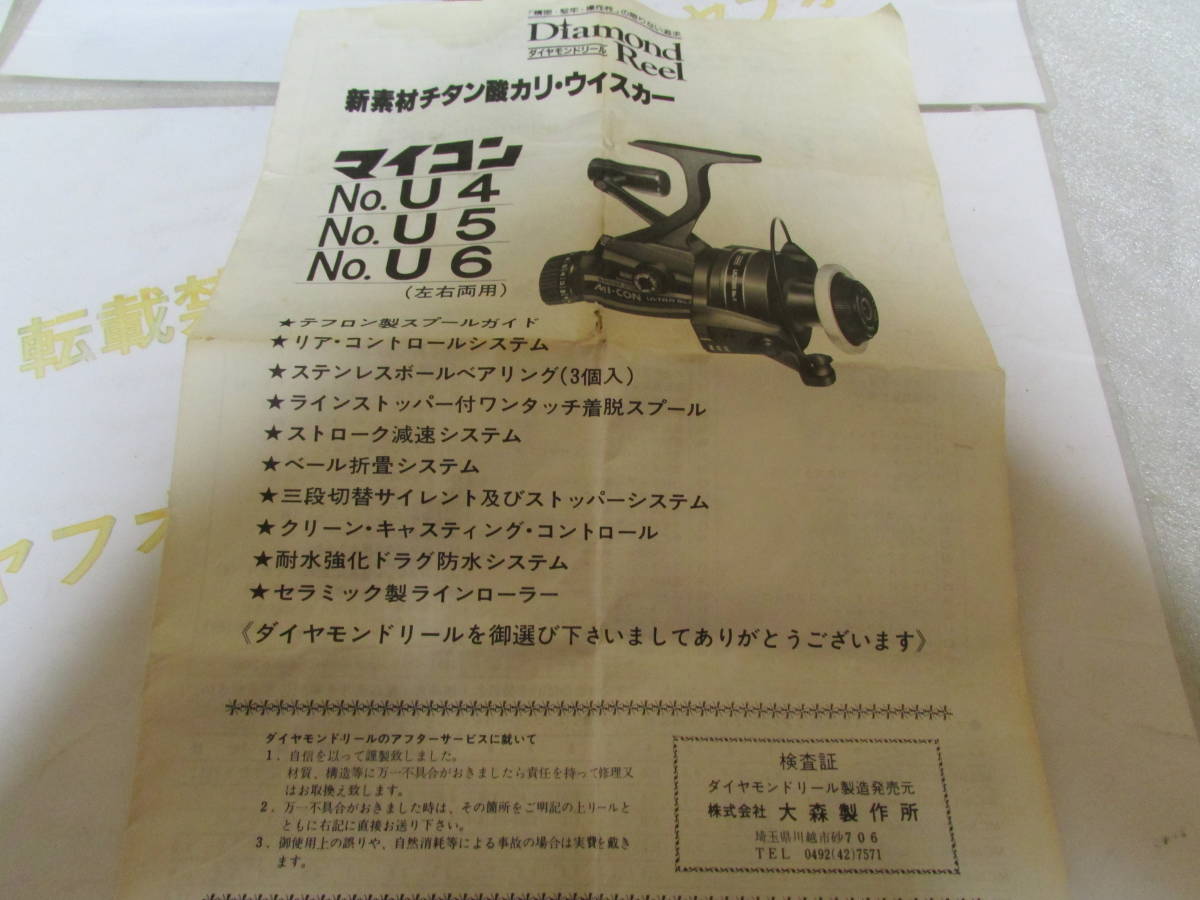 「精密・堅牢・操作性」の限りない追求
Diamond
ダイヤモンドリール
Reel
新素材チタン酸カリ・ウイスカー
マイコン
No. U 4
No. U 5
No. U 6
(左右両用)
MI-CON
★テフロン製スプールガイド
★リア・コントロールシステム
★ステンレスボールベアリング(3個入)
★ラインストッパー付ワンタッチ着脱スプール
★ストローク減速システム
★ベール折畳システム
★三段切替サイレント及びストッパーシステム
★クリーン・キャスティング・コントロール
★耐水強化ドラグ防水システム
★セラミック製ラインローラー
《ダイヤモンドリールを御選び下さいましてありがとうございます》
ダイヤモンドリールのアフターサービスに就いて
1．自信を以って謹製致しました。
材質、構造等に万一不具合がおきましたら責任を持って修理又
はお取換え致します。
2．万一不具合がおきました時は、その箇所をご明記の上リールと
ともに右記に直接お送り下さい。
3．御使用上の誤りや、自然消耗等による事故の場合は実費を戴き
ます。
検査証
ダイヤモンドリール製造発売元
株式会社 大森製作所
埼玉県川越市砂706
TEL 0492(42)7571
転載禁
ヤフオ